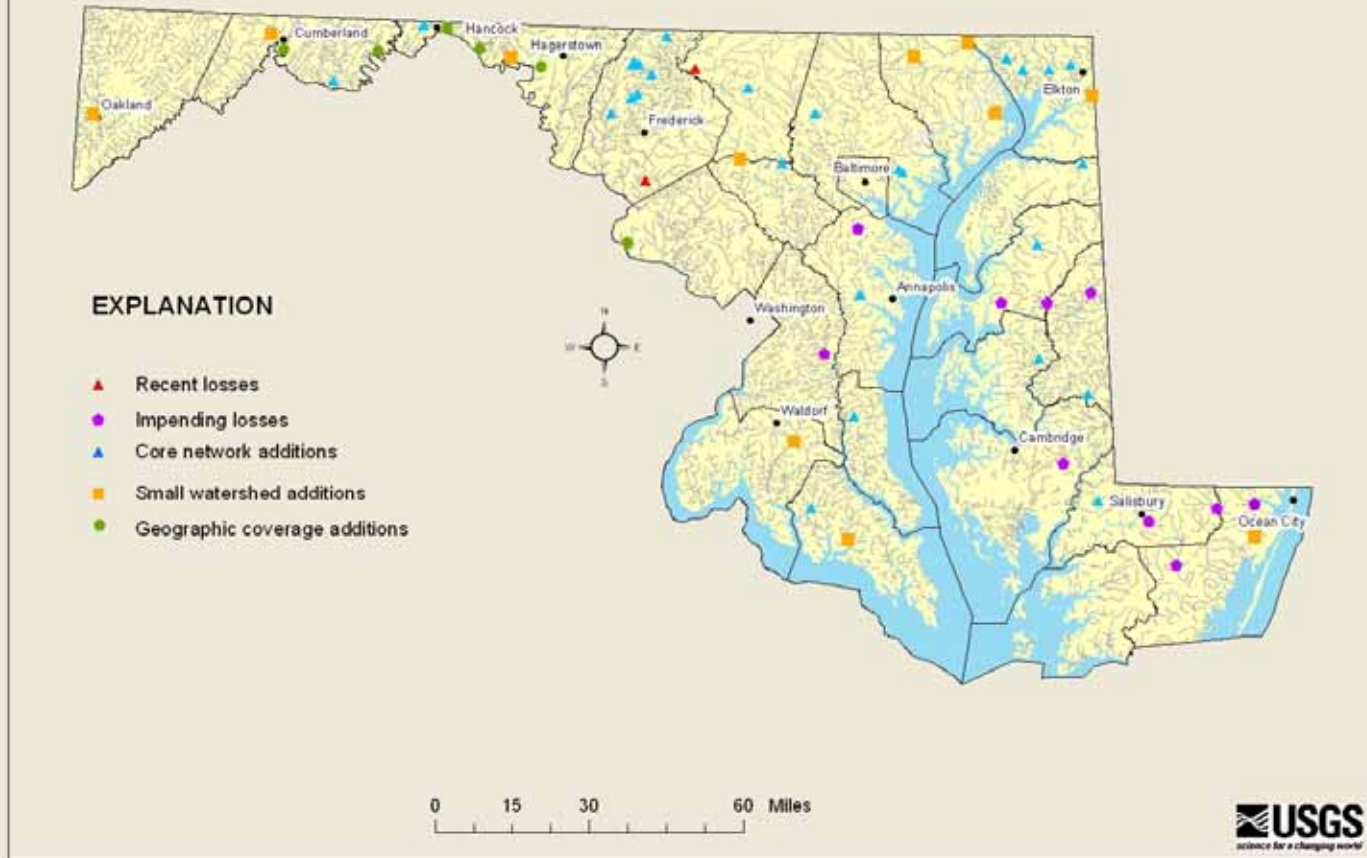 Cumberland
Hancock
Hagerstown
Oakland
Frederick
Elkton
Baltimore
Annapolis
Washington
Waldorf
Cambridge
Salisbury
Ocean City
N
W
E
S
EXPLANATION
Recent losses
Impending losses
Core network additions
Small watershed additions
Geographic coverage additions
0 15 30 60 Miles
USGS
science for a changing world